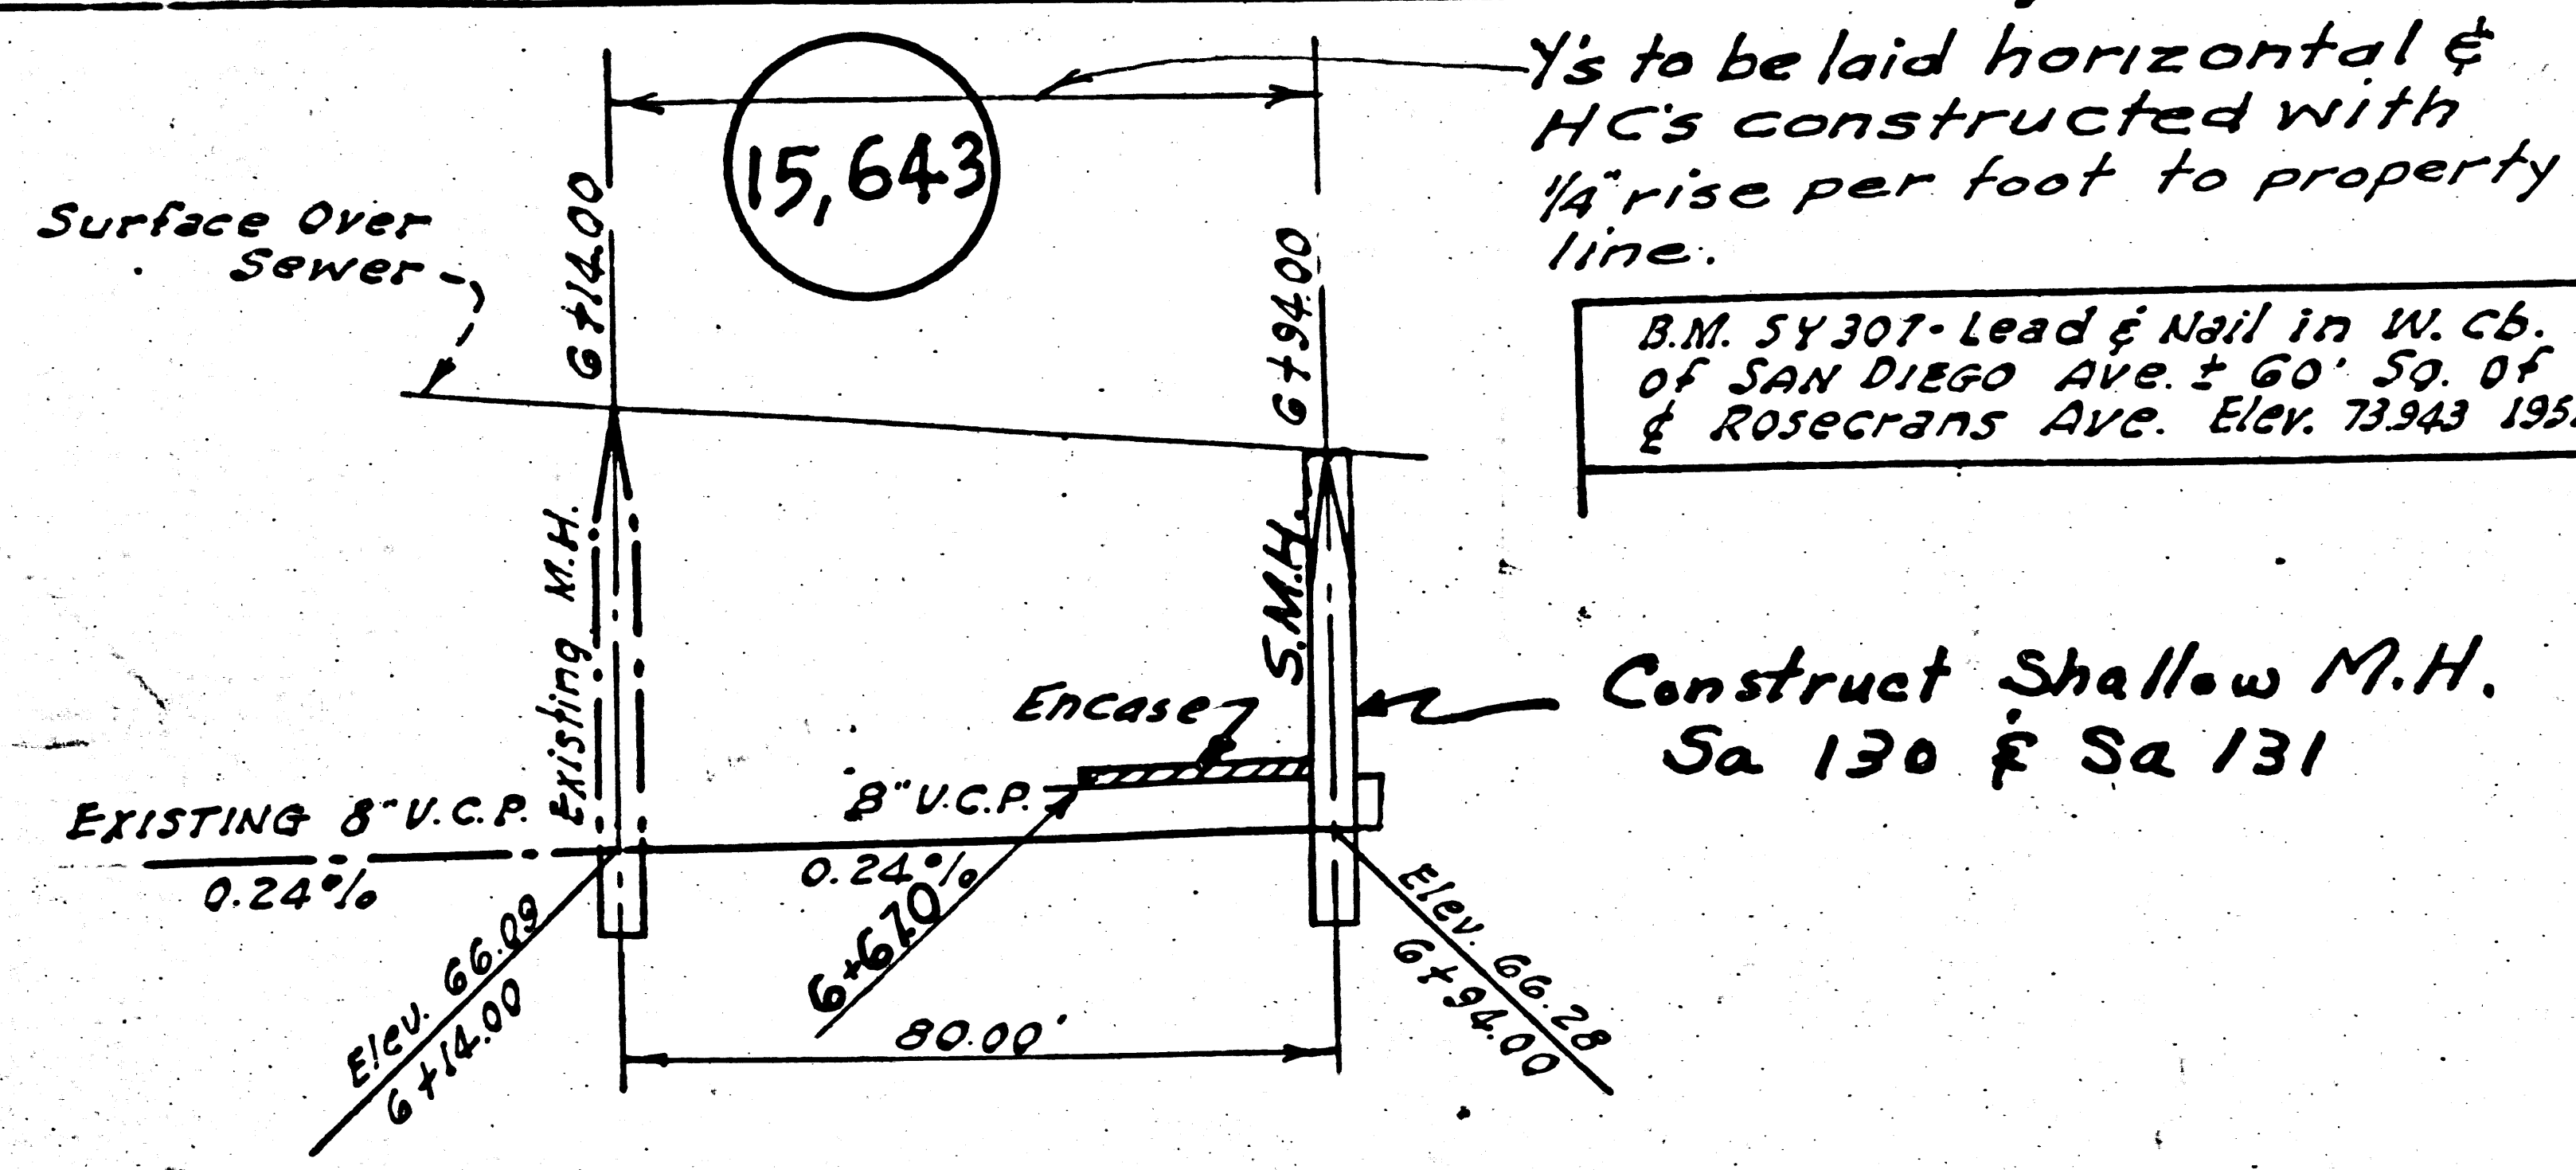 Y's to be laid horizontal &
HC's constructed with
1/4" rise per foot to property
line.
15,643
Surface Over
Sewer
6+14.00
6+94.00
B.M. SY 307 - Lead & Nail in W. cb.
of SAN DIEGO Ave. ± 60' So. of
℄ Rosecrans Ave. Elev. 73.943
Existing M.H.
S.M.H.
Encase
Construct Shallow M.H.
Sa 130 & Sa 131
EXISTING 8" V.C.P.
8" V.C.P.
0.24%
0.24%
6+67.0
Elev. 66.09
6+14.00
Elev. 66.28
6+94.00
80.00'